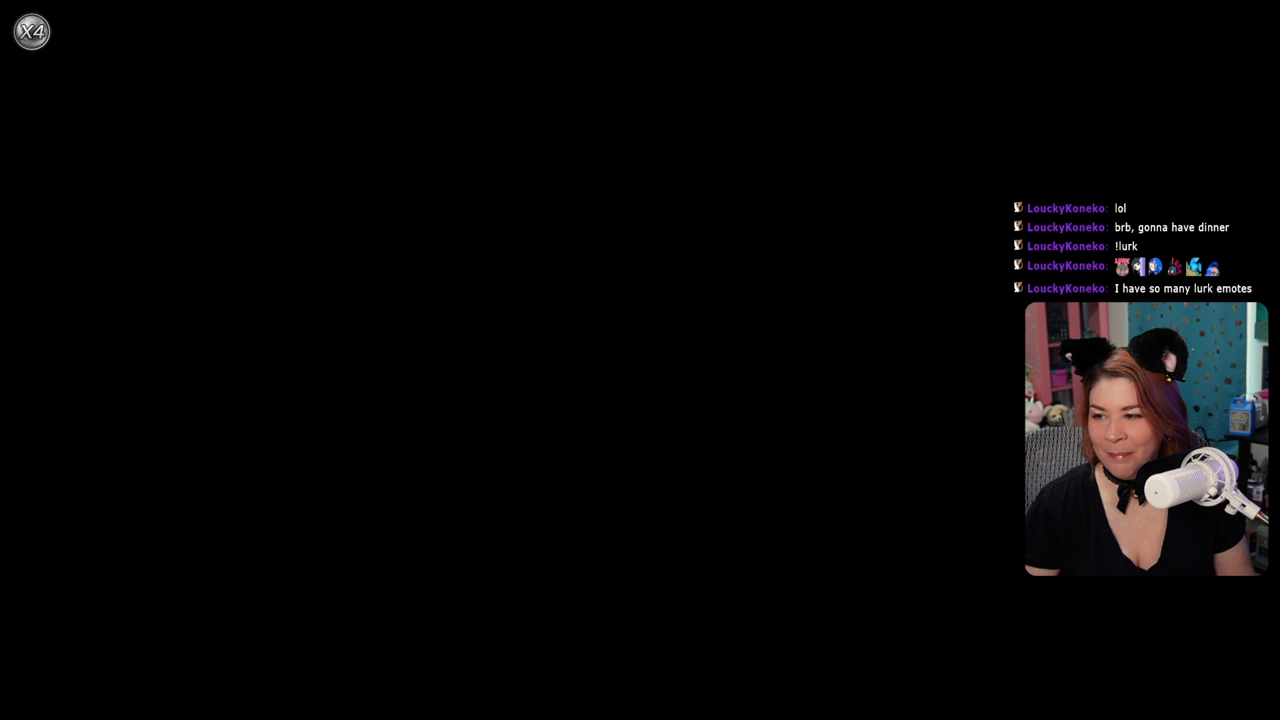 X4
LouckyKoneko: lol
LouckyKoneko: brb, gonna have dinner
LouckyKoneko: !lurk
LouckyKoneko:
LouckyKoneko: I have so many lurk emotes